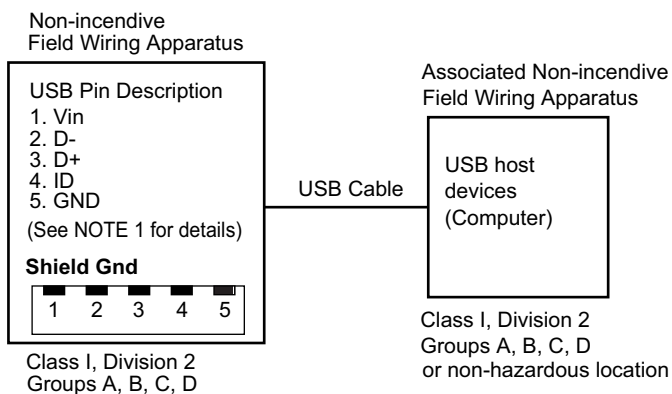 Non-incendive
Field Wiring Apparatus
USB Pin Description
1. Vin
2. D-
3. D+
4. ID
5. GND
(See NOTE 1 for details)
Shield Gnd
1 2 3 4 5
Class I, Division 2
Groups A, B, C, D
USB Cable
Associated Non-incendive
Field Wiring Apparatus
USB host
devices
(Computer)
Class I, Division 2
Groups A, B, C, D
or non-hazardous location